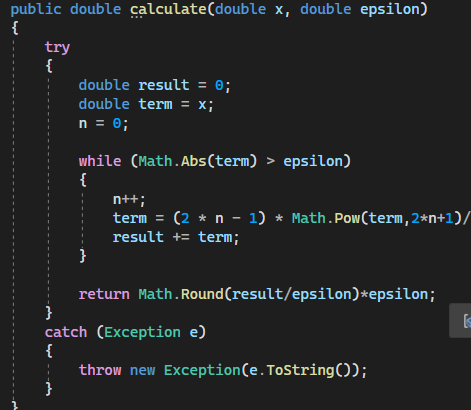 public double calculate(double x, double epsilon)
{
try
{
double result = 0;
double term = x;
n = 0;
while (Math.Abs(term) > epsilon)
{
n++;
term = (2 * n - 1) * Math.Pow(term,2*n+1)/
result += term;
}
return Math.Round(result/epsilon)*epsilon;
}
catch (Exception e)
{
throw new Exception(e.ToString());
}
}